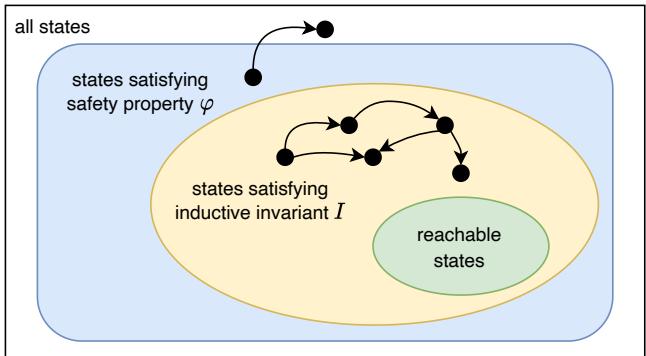 all states
states satisfying
safety property φ
states satisfying
inductive invariant I
reachable
states